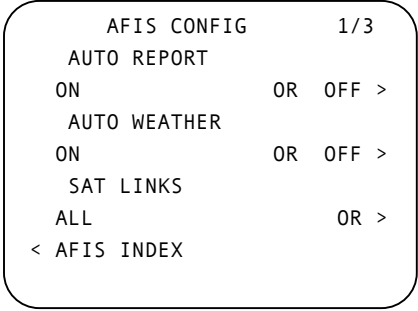 AFIS CONFIG 1/3
AUTO REPORT
ON OR OFF >
AUTO WEATHER
ON OR OFF >
SAT LINKS
ALL OR >
< AFIS INDEX